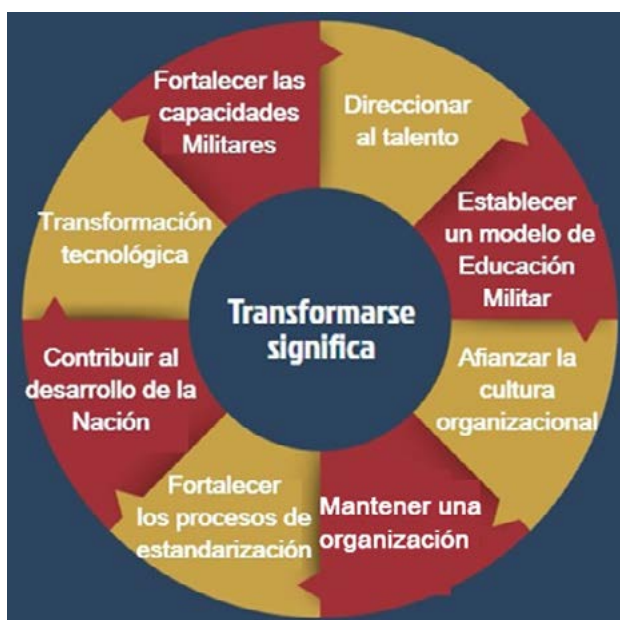 Transformarse
significa
Direccionar
al talento
Establecer
un modelo de
Educación
Militar
Afianzar la
cultura
organizacional
Mantener una
organización
Fortalecer
los procesos de
estandarización
Contribuir al
desarrollo de la
Nación
Transformación
tecnológica
Fortalecer las
capacidades
Militares